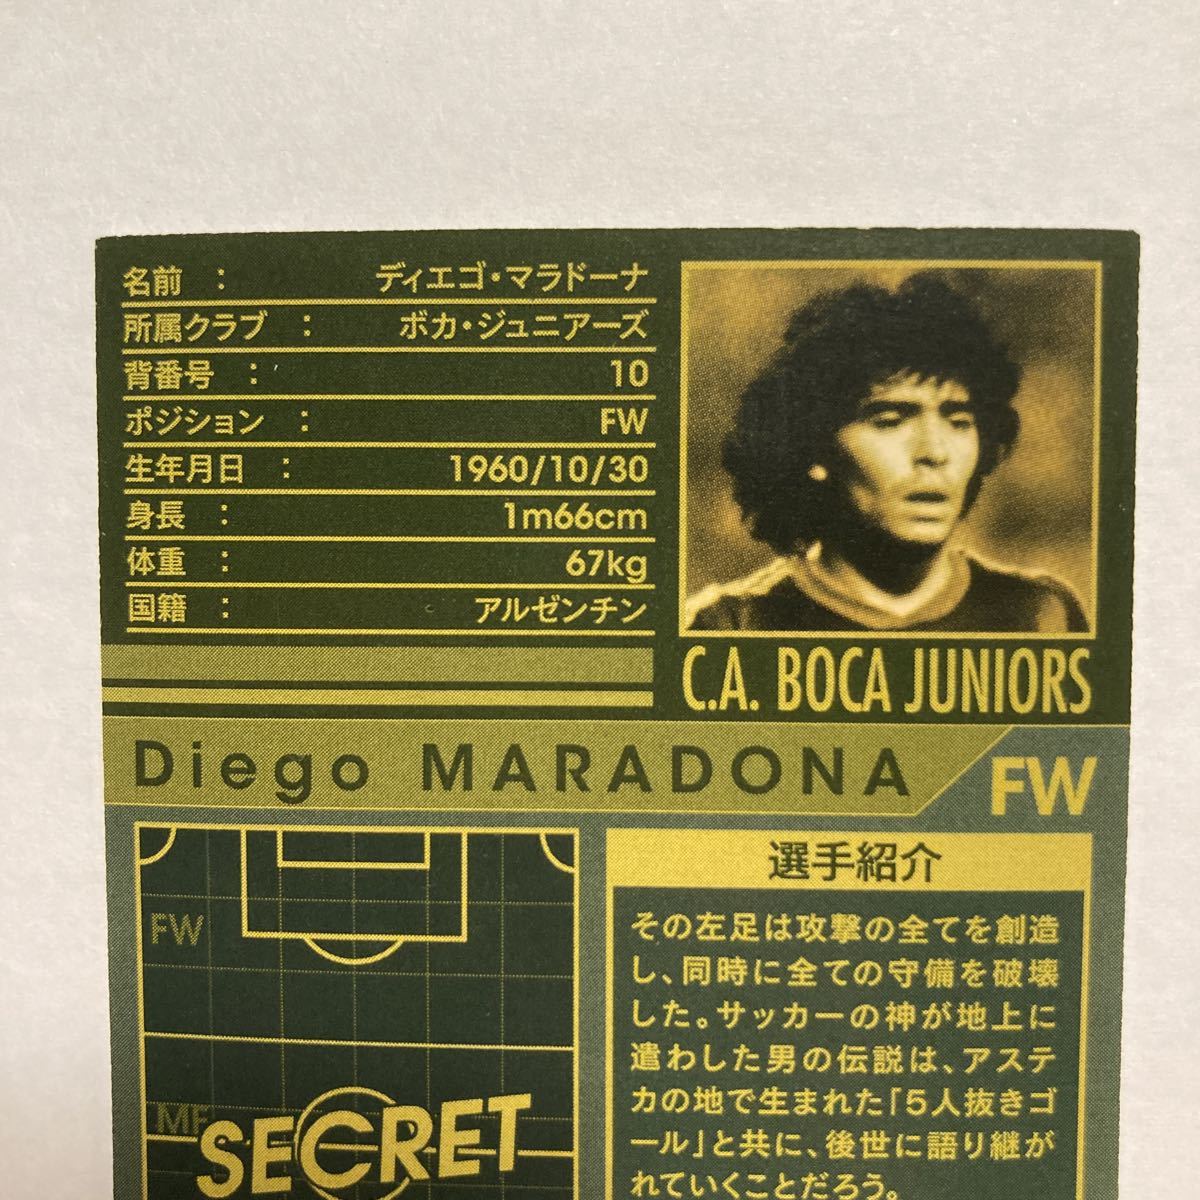 名前 : ディエゴ・マラドーナ
所属クラブ : ボカ・ジュニアーズ
背番号 : 10
ポジション : FW
生年月日 : 1960/10/30
身長 : 1m66cm
体重 : 67kg
国籍 : アルゼンチン
C.A. BOCA JUNIORS
Diego MARADONA
FW
FW
MF
SECRET
選手紹介
その左足は攻撃の全てを創造
し、同時に全ての守備を破壊
した。サッカーの神が地上に
遣わした男の伝説は、アステ
カの地で生まれた「5人抜きゴ
ール」と共に、後世に語り継が
れていくことだろう。